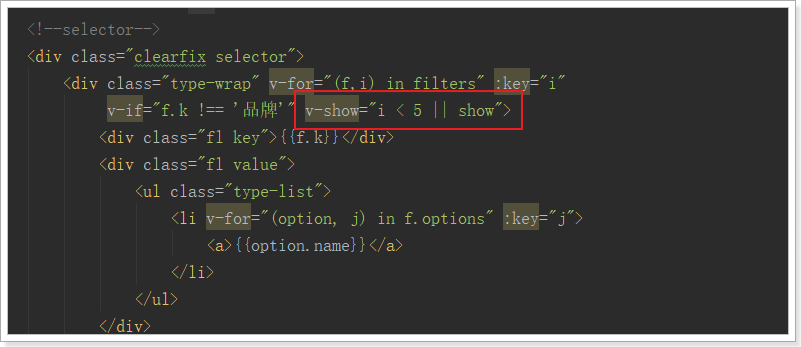 <!--selector-->
<div class="clearfix selector">
<div class="type-wrap" v-for="(f,i) in filters" :key="i"
v-if="f.k !== '品牌'" v-show="i < 5 || show">
<div class="fl key">{{f.k}}</div>
<div class="fl value">
<ul class="type-list">
<li v-for="(option, j) in f.options" :key="j">
<a>{{option.name}}</a>
</li>
</ul>
</div>